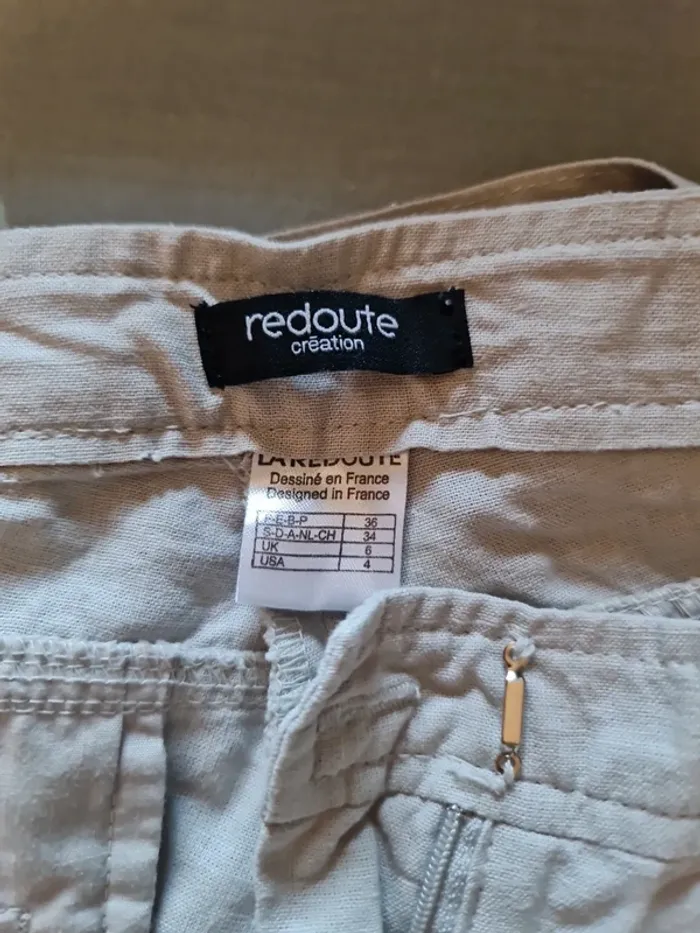 redoute
création
LA REDOUTE
Dessiné en France
Designed in France
F-E-B-P 36
S-D-A-NL-CH 34
UK 6
USA 4